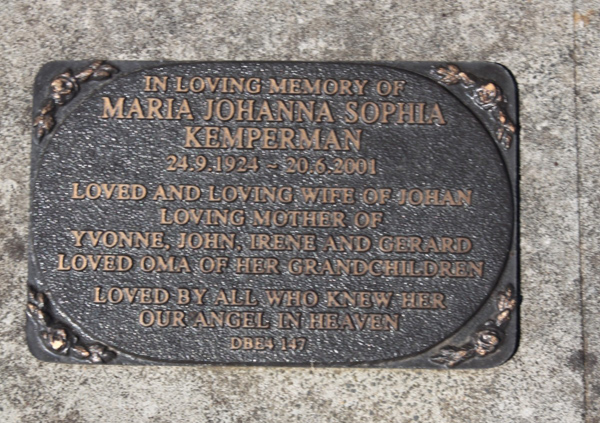 IN LOVING MEMORY OF
MARIA JOHANNA SOPHIA
KEMPERMAN
24.9.1924 ~ 20.6.2001
LOVED AND LOVING WIFE OF JOHAN
LOVING MOTHER OF
YVONNE, JOHN, IRENE AND GERARD
LOVED OMA OF HER GRANDCHILDREN
LOVED BY ALL WHO KNEW HER
OUR ANGEL IN HEAVEN
DBE4 147